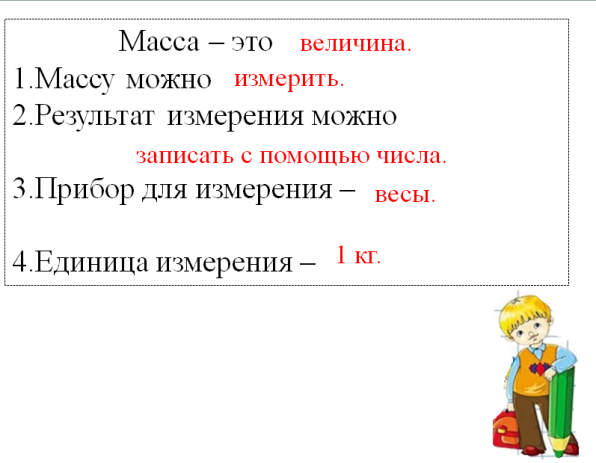 Масса – это величина.
1.Массу можно измерить.
2.Результат измерения можно
записать с помощью числа.
3.Прибор для измерения – весы.
4.Единица измерения – 1 кг.